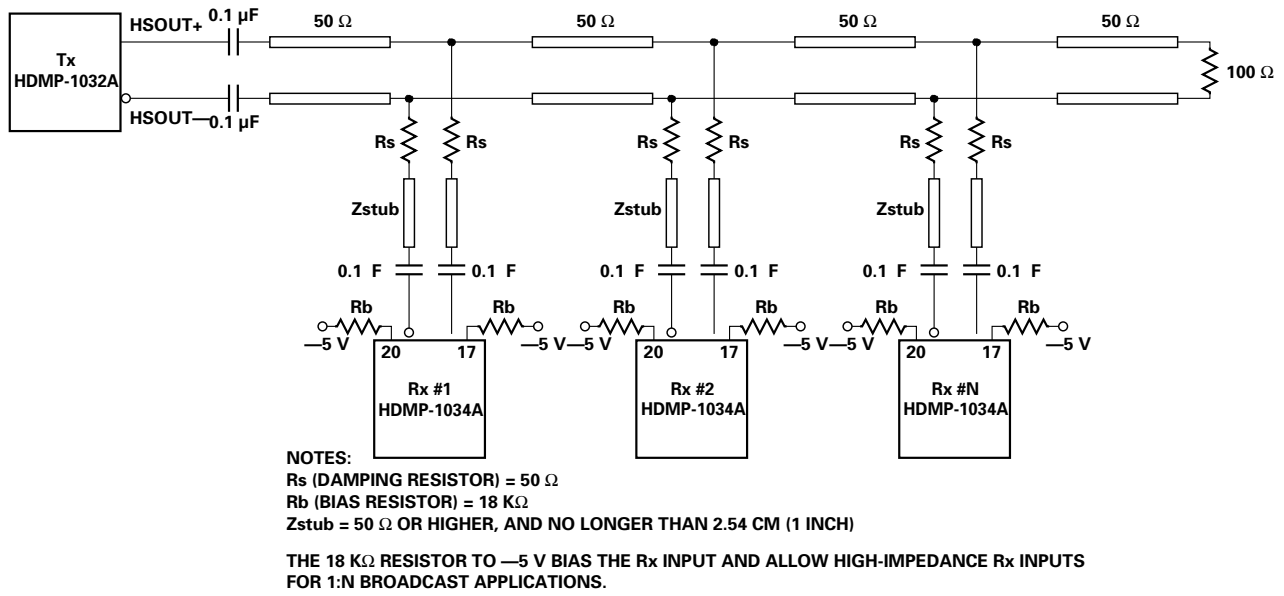 HSOUT+ 0.1 µF 50 Ω 50 Ω 50 Ω 50 Ω
Tx
HDMP-1032A
100 Ω
HSOUT— 0.1 µF
Rs Rs Rs Rs Rs Rs
Zstub Zstub Zstub
0.1 F 0.1 F 0.1 F 0.1 F 0.1 F 0.1 F
Rb Rb Rb Rb Rb Rb
—5 V —5 V —5 V —5 V —5 V —5 V
20 17 20 17 20 17
Rx #1 Rx #2 Rx #N
HDMP-1034A HDMP-1034A HDMP-1034A
NOTES:
Rs (DAMPING RESISTOR) = 50 Ω
Rb (BIAS RESISTOR) = 18 KΩ
Zstub = 50 Ω OR HIGHER, AND NO LONGER THAN 2.54 CM (1 INCH)
THE 18 KΩ RESISTOR TO —5 V BIAS THE Rx INPUT AND ALLOW HIGH-IMPEDANCE Rx INPUTS
FOR 1:N BROADCAST APPLICATIONS.